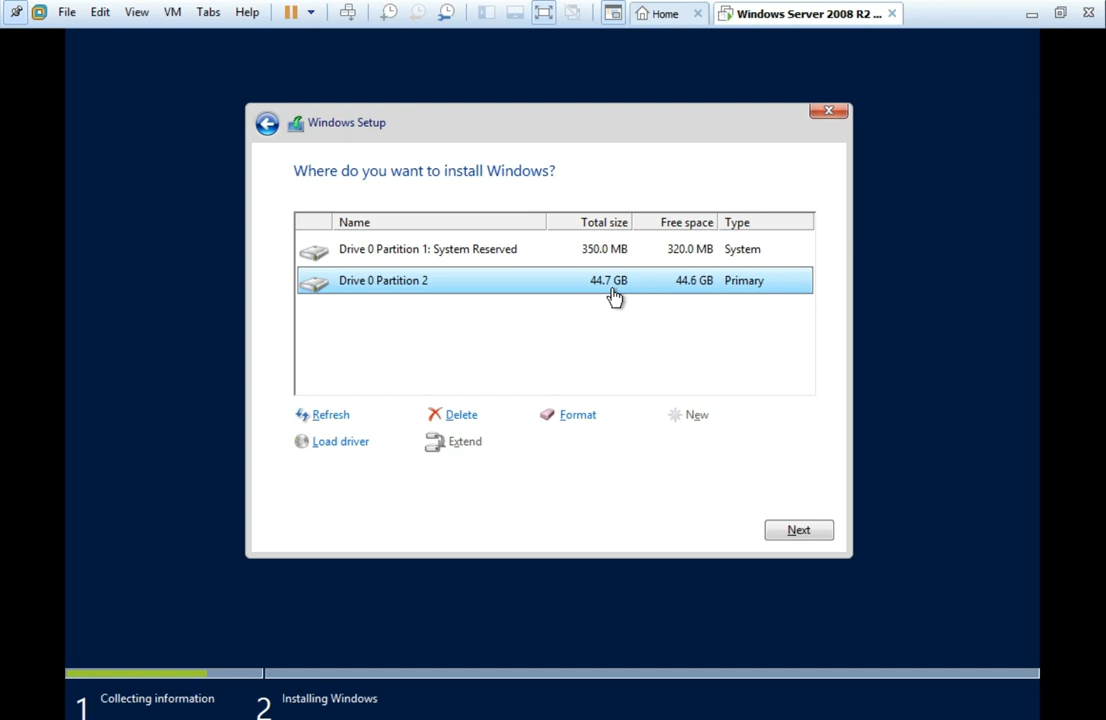 File Edit View VM Tabs Help Home Windows Server 2008 R2 ...
Windows Setup
Where do you want to install Windows?
Name Total size Free space Type
Drive 0 Partition 1: System Reserved 350.0 MB 320.0 MB System
Drive 0 Partition 2 44.7 GB 44.6 GB Primary
Refresh Delete Format New
Load driver Extend
Next
1 Collecting information 2 Installing Windows